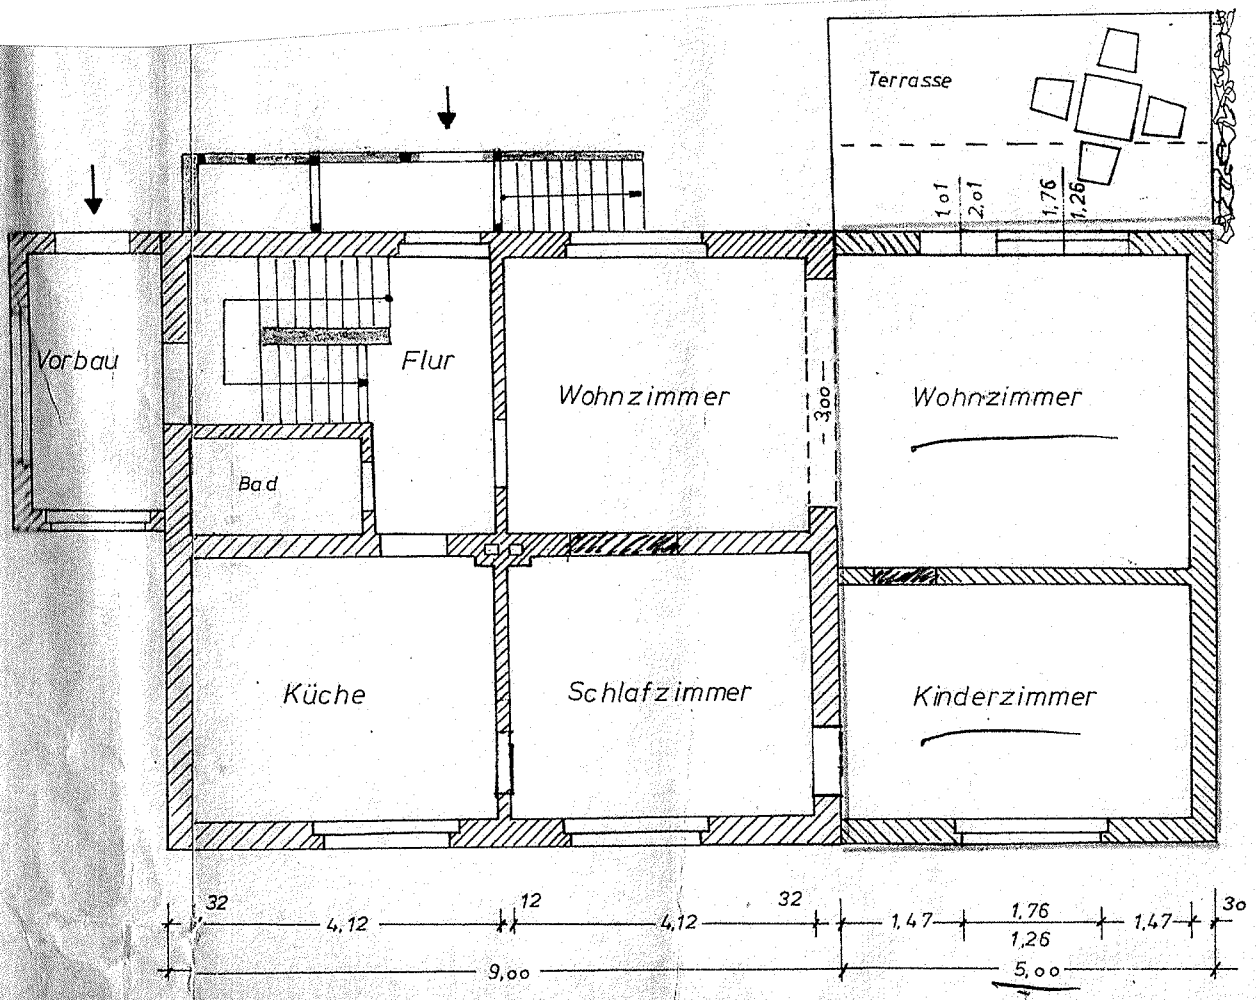 Terrasse
1,01
2,01
1,76
1,26
Vorbau
Flur
Wohnzimmer
3,00
Wohnzimmer
Bad
Küche
Schlafzimmer
Kinderzimmer
32
4,12
12
4,12
32
1,47
1,76
1,26
1,47
30
9,00
5,00